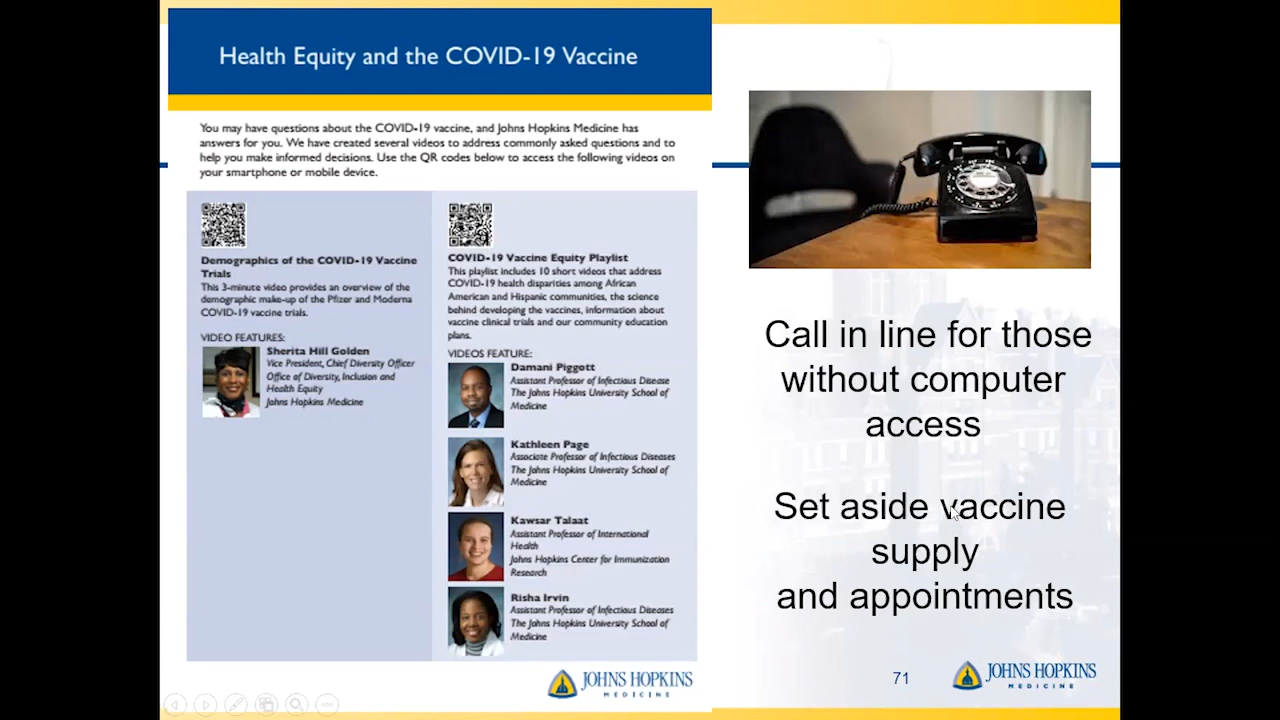 Health Equity and the COVID-19 Vaccine
You may have questions about the COVID-19 vaccine, and Johns Hopkins Medicine has
answers for you. We have created several videos to address commonly asked questions and to
help you make informed decisions. Use the QR codes below to access the following videos on
your smartphone or mobile device.
Demographics of the COVID-19 Vaccine
Trials
This 3-minute video provides an overview of the
demographic make-up of the Pfizer and Moderna
COVID-19 vaccine trials.
VIDEO FEATURES:
Sherita Hill Golden
Vice President, Chief Diversity Officer
Office of Diversity, Inclusion and
Health Equity
Johns Hopkins Medicine
COVID-19 Vaccine Equity Playlist
This playlist includes 10 short videos that address
COVID-19 health disparities among African
American and Hispanic communities, the science
behind developing the vaccines, information about
vaccine clinical trials and our community education
plans.
VIDEOS FEATURE:
Damani Piggott
Assistant Professor of Infectious Disease
The Johns Hopkins University School of
Medicine
Kathleen Page
Associate Professor of Infectious Diseases
The Johns Hopkins University School of
Medicine
Kawsar Talaat
Assistant Professor of International
Health
Johns Hopkins Center for Immunization
Research
Risha Irvin
Assistant Professor of Infectious Diseases
The Johns Hopkins University School of
Medicine
JOHNS HOPKINS
MEDICINE
Call in line for those
without computer
access
Set aside vaccine
supply
and appointments
71
JOHNS HOPKINS
MEDICINE